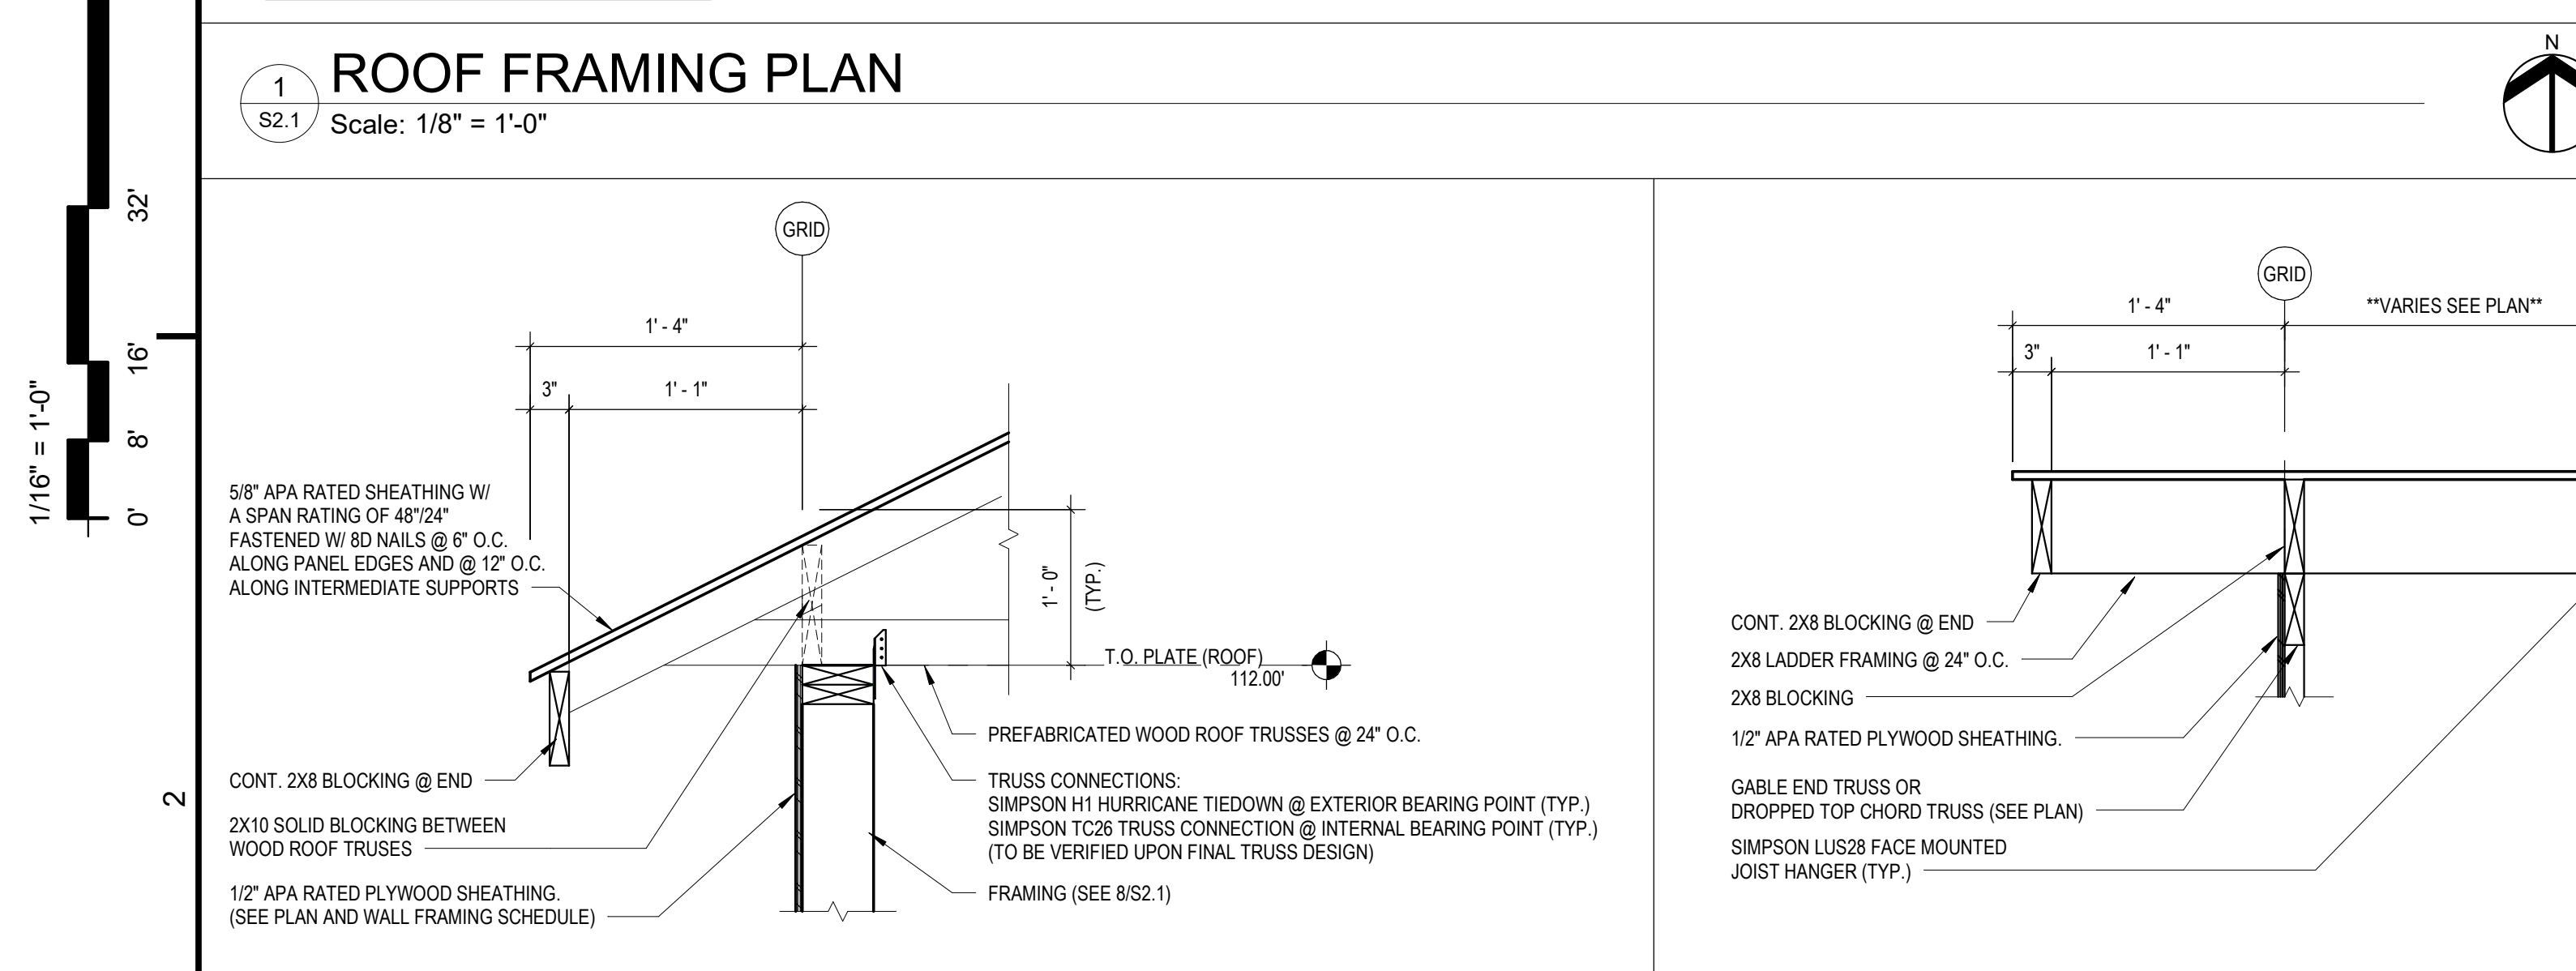 1
S2.1
ROOF FRAMING PLAN
Scale: 1/8" = 1'-0"
N
1/16" = 1'-0"
32'
16'
8'
0'
2
GRID
1' - 4"
3"
1' - 1"
5/8" APA RATED SHEATHING W/
A SPAN RATING OF 48"/24"
FASTENED W/ 8D NAILS @ 6" O.C.
ALONG PANEL EDGES AND @ 12" O.C.
ALONG INTERMEDIATE SUPPORTS
1' - 0"
(TYP.)
T.O. PLATE (ROOF)
112.00'
CONT. 2X8 BLOCKING @ END
2X10 SOLID BLOCKING BETWEEN
WOOD ROOF TRUSES
1/2" APA RATED PLYWOOD SHEATHING.
(SEE PLAN AND WALL FRAMING SCHEDULE)
PREFABRICATED WOOD ROOF TRUSSES @ 24" O.C.
TRUSS CONNECTIONS:
SIMPSON H1 HURRICANE TIEDOWN @ EXTERIOR BEARING POINT (TYP.)
SIMPSON TC26 TRUSS CONNECTION @ INTERNAL BEARING POINT (TYP.)
(TO BE VERIFIED UPON FINAL TRUSS DESIGN)
FRAMING (SEE 8/S2.1)
GRID
1' - 4"
**VARIES SEE PLAN**
3"
1' - 1"
CONT. 2X8 BLOCKING @ END
2X8 LADDER FRAMING @ 24" O.C.
2X8 BLOCKING
1/2" APA RATED PLYWOOD SHEATHING.
GABLE END TRUSS OR
DROPPED TOP CHORD TRUSS (SEE PLAN)
SIMPSON LUS28 FACE MOUNTED
JOIST HANGER (TYP.)